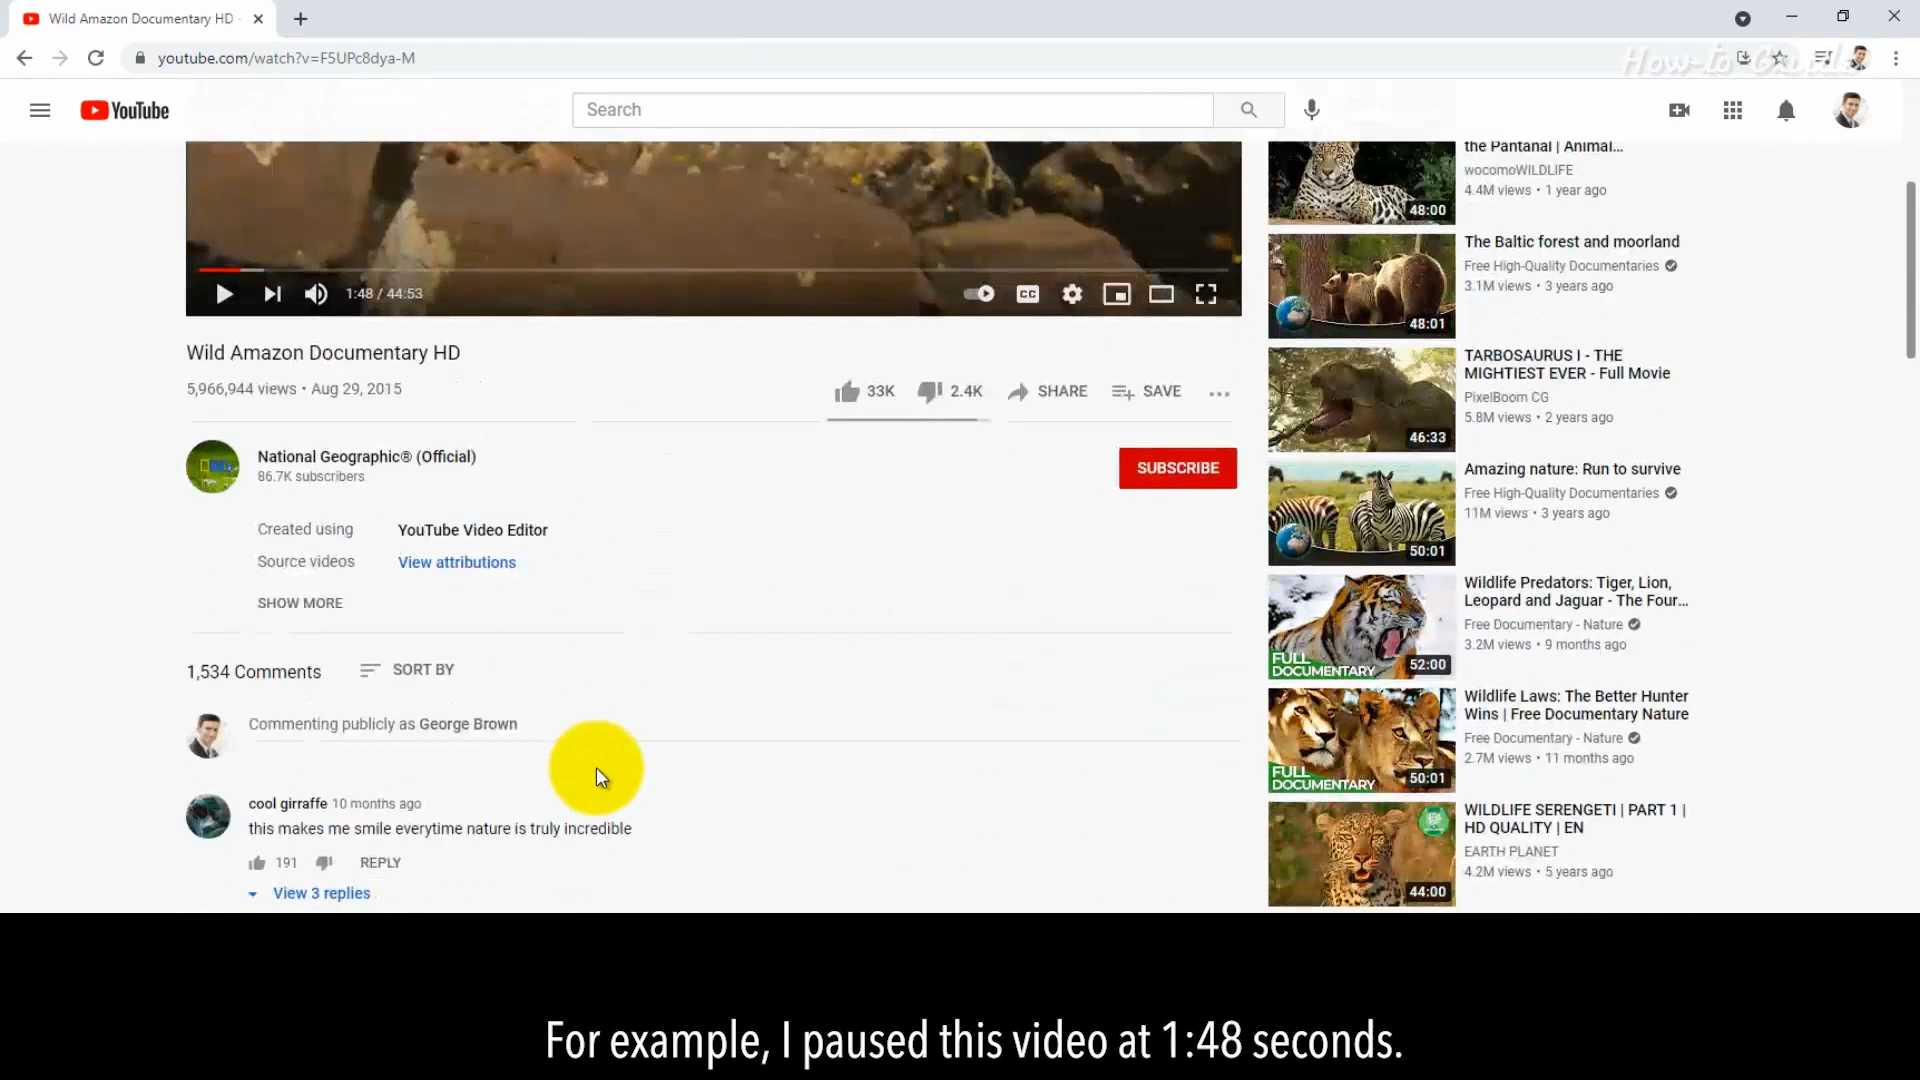 Wild Amazon Documentary HD -
youtube.com/watch?v=F5UPc8dya-M
How-to Guide
YouTube
Search
1:48 / 44:53
CC
Wild Amazon Documentary HD
5,966,944 views • Aug 29, 2015
33K
2.4K
SHARE
SAVE
National Geographic® (Official)
86.7K subscribers
SUBSCRIBE
Created using YouTube Video Editor
Source videos View attributions
SHOW MORE
1,534 Comments
SORT BY
Commenting publicly as George Brown
cool girraffe 10 months ago
this makes me smile everytime nature is truly incredible
191
REPLY
View 3 replies
the Pantanal | Animal...
wocomoWILDLIFE
4.4M views • 1 year ago
48:00
The Baltic forest and moorland
Free High-Quality Documentaries
3.1M views • 3 years ago
48:01
TARBOSAURUS I - THE
MIGHTIEST EVER - Full Movie
PixelBoom CG
5.8M views • 2 years ago
46:33
Amazing nature: Run to survive
Free High-Quality Documentaries
11M views • 3 years ago
50:01
Wildlife Predators: Tiger, Lion,
Leopard and Jaguar - The Four...
Free Documentary - Nature
3.2M views • 9 months ago
FULL
DOCUMENTARY
52:00
Wildlife Laws: The Better Hunter
Wins | Free Documentary Nature
Free Documentary - Nature
2.7M views • 11 months ago
FULL
DOCUMENTARY
50:01
WILDLIFE SERENGETI | PART 1 |
HD QUALITY | EN
EARTH PLANET
4.2M views • 5 years ago
44:00
For example, I paused this video at 1:48 seconds.